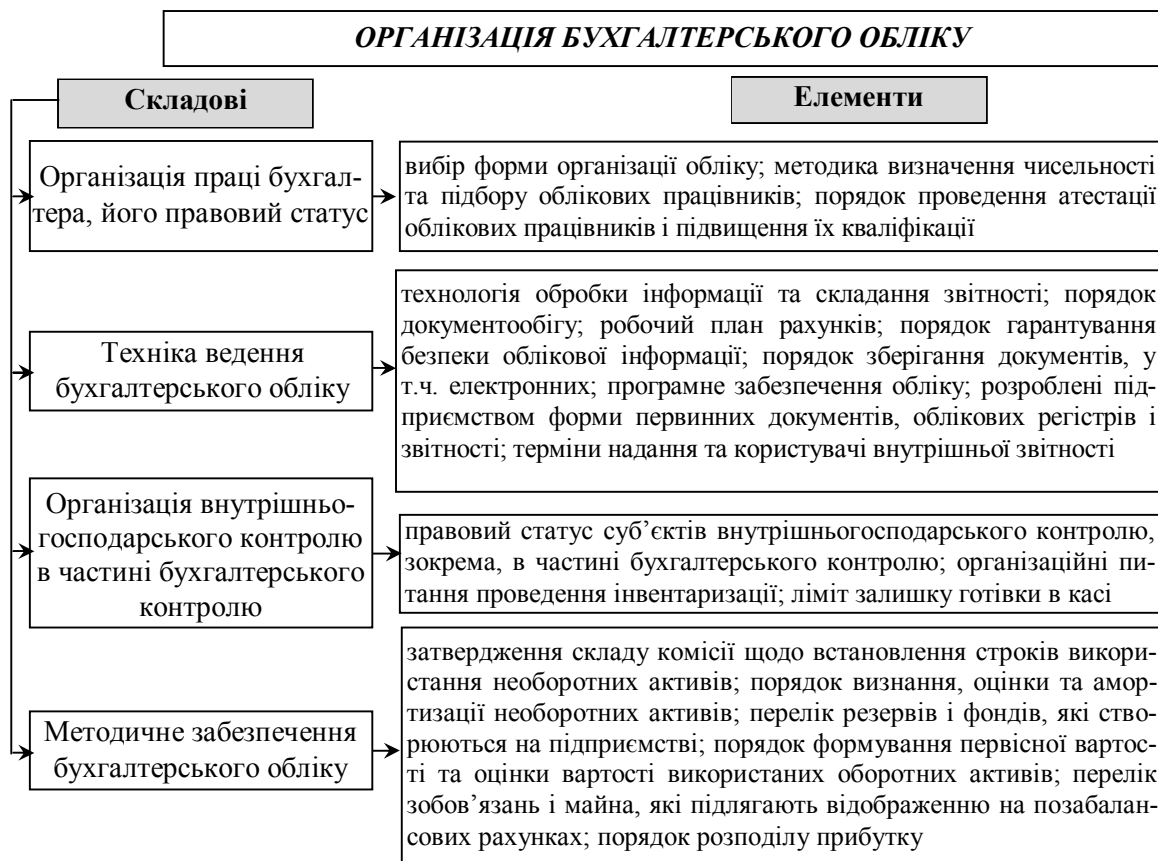 ОРГАНІЗАЦІЯ БУХГАЛТЕРСЬКОГО ОБЛІКУ
Складові
Елементи
Організація праці бухгал-
тера, його правовий статус
вибір форми організації обліку; методика визначення чисельності
та підбору облікових працівників; порядок проведення атестації
облікових працівників і підвищення їх кваліфікації
Техніка ведення
бухгалтерського обліку
технологія обробки інформації та складання звітності; порядок
документообігу; робочий план рахунків; порядок гарантування
безпеки облікової інформації; порядок зберігання документів, у
т.ч. електронних; програмне забезпечення обліку; розроблені під-
приємством форми первинних документів, облікових регістрів і
звітності; терміни надання та користувачі внутрішньої звітності
Організація внутрішньо-
господарського контролю
в частині бухгалтерського
контролю
правовий статус суб’єктів внутрішньогосподарського контролю,
зокрема, в частині бухгалтерського контролю; організаційні пи-
тання проведення інвентаризації; ліміт залишку готівки в касі
Методичне забезпечення
бухгалтерського обліку
затвердження складу комісії щодо встановлення строків викори-
стання необоротних активів; порядок визнання, оцінки та амор-
тизації необоротних активів; перелік резервів і фондів, які ство-
рюються на підприємстві; порядок формування первісної вартос-
ті та оцінки вартості використаних оборотних активів; перелік
зобов’язань і майна, які підлягають відображенню на позабалан-
сових рахунках; порядок розподілу прибутку